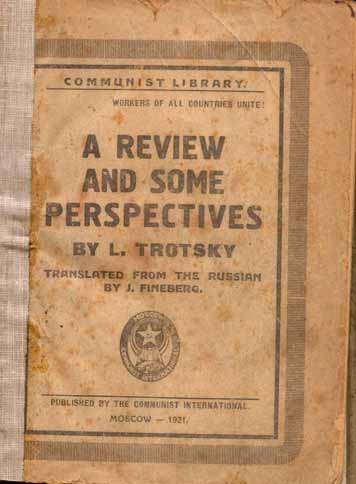 COMMUNIST LIBRARY.
WORKERS OF ALL COUNTRIES UNITE!
A REVIEW
AND SOME
PERSPECTIVES
BY L. TROTSKY
TRANSLATED FROM THE RUSSIAN
BY J. FINEBERG.
PUBLISHED BY THE COMMUNIST INTERNATIONAL.
MOSCOW — 1921.